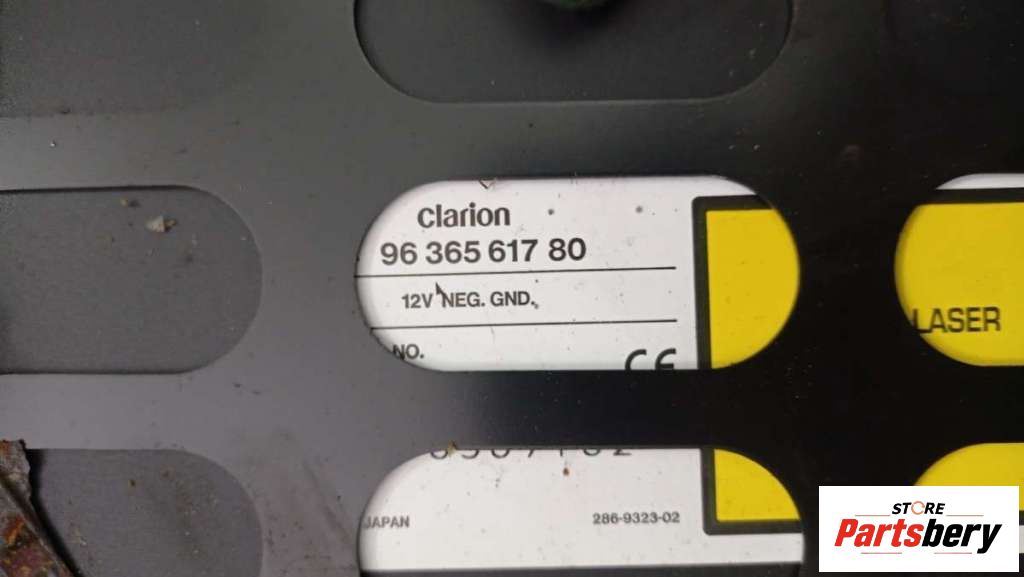 clarion
96 365 617 80
12V NEG. GND.
NO.
CE
LASER
JAPAN
286-9323-02
STORE
Partsbery